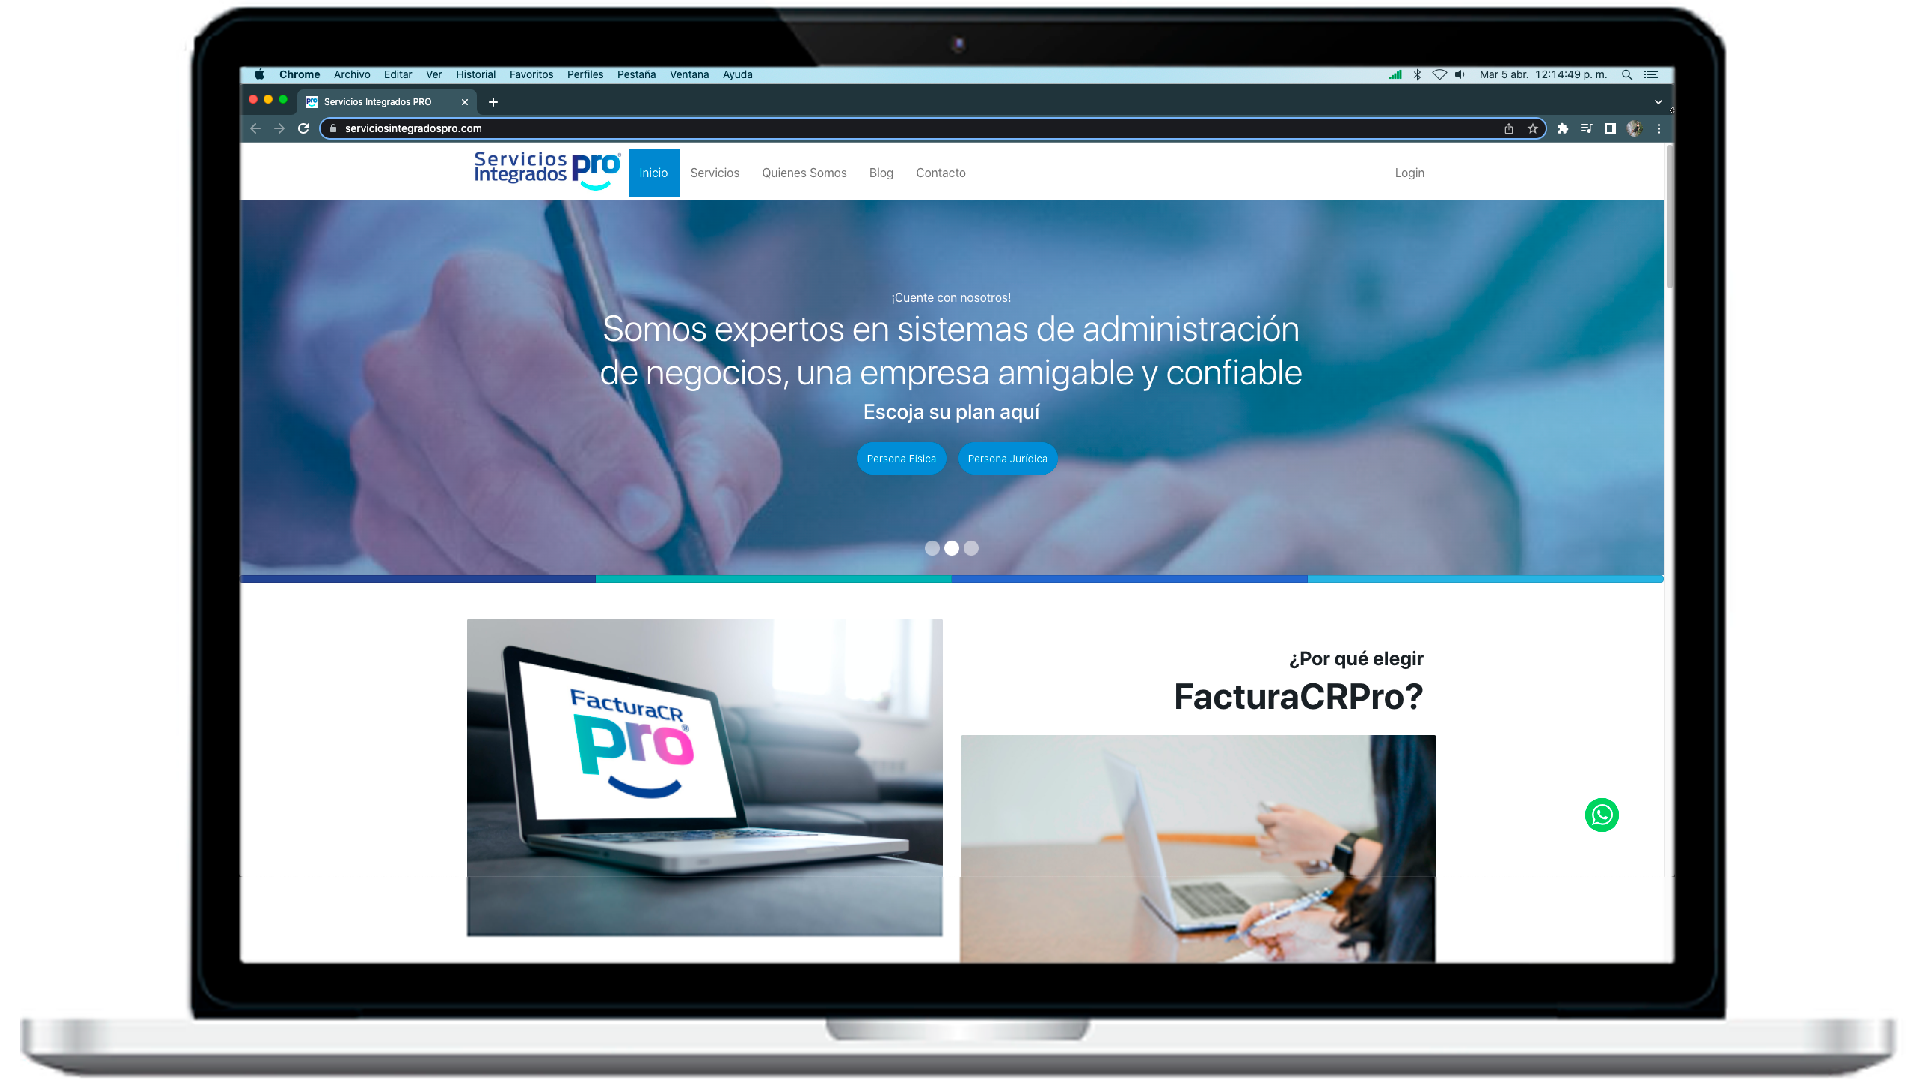 Chrome Archivo Editar Ver Historial Favoritos Perfiles Pestaña Ventana Ayuda
Mar 5 abr. 12:14:49 p. m.
Servicios Integrados PRO
serviciosintegradospro.com
Servicios
Integrados pro
Inicio Servicios Quienes Somos Blog Contacto Login
¡Cuente con nosotros!
Somos expertos en sistemas de administración
de negocios, una empresa amigable y confiable
Escoja su plan aquí
Persona Física Persona Jurídica
FacturaCR
pro®
¿Por qué elegir
FacturaCRPro?